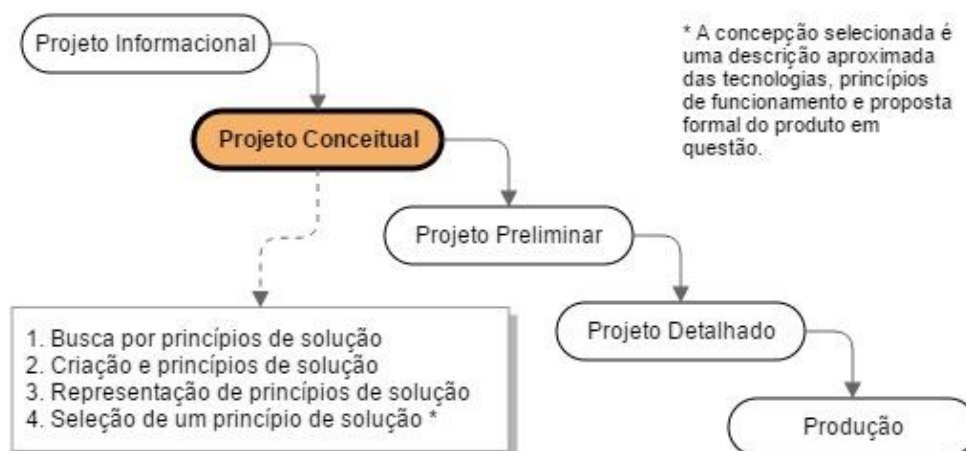 Projeto Informacional
* A concepção selecionada é
uma descrição aproximada
das tecnologias, princípios
de funcionamento e proposta
formal do produto em
questão.
Projeto Conceitual
Projeto Preliminar
1. Busca por princípios de solução
2. Criação e princípios de solução
3. Representação de princípios de solução
4. Seleção de um princípio de solução *
Projeto Detalhado
Produção